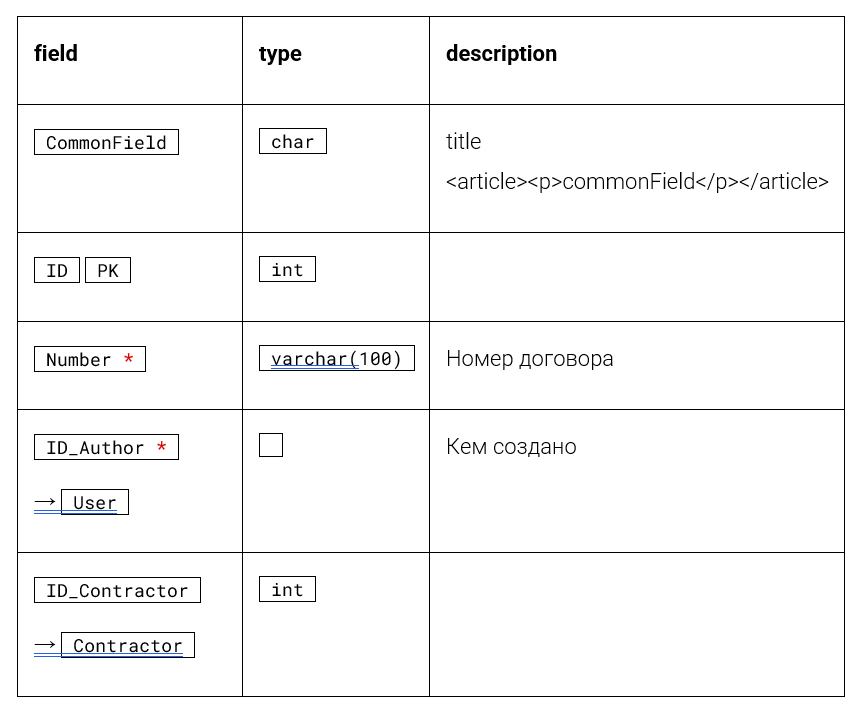 field type description
CommonField char title
<article><p>commonField</p></article>
ID PK int
Number * varchar(100) Номер договора
ID_Author * Кем создано
→ User
ID_Contractor int
→ Contractor